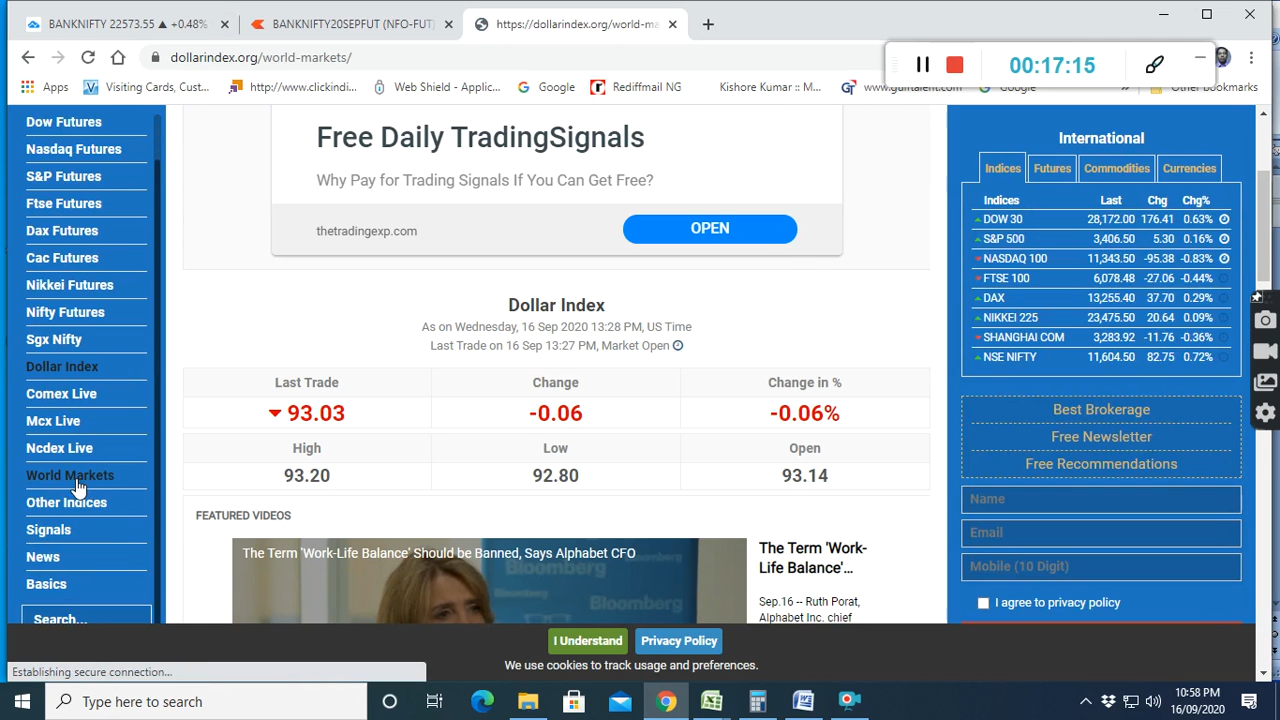 BANKNIFTY 22573.55 ▲ +0.48%
BANKNIFTY20SEPFUT (NFO-FUT)
https://dollarindex.org/world-ma
dollarindex.org/world-markets/
00:17:15
Apps
Visiting Cards, Cust...
http://www.clickindi...
Web Shield - Applic...
Google
Rediffmail NG
Kishore Kumar :: M...
www.gulftalent.com
Other bookmarks
Dow Futures
Nasdaq Futures
S&P Futures
Ftse Futures
Dax Futures
Cac Futures
Nikkei Futures
Nifty Futures
Sgx Nifty
Dollar Index
Comex Live
Mcx Live
Ncdex Live
World Markets
Other Indices
Signals
News
Basics
Search...
Free Daily TradingSignals
Why Pay for Trading Signals If You Can Get Free?
thetradingexp.com
OPEN
Dollar Index
As on Wednesday, 16 Sep 2020 13:28 PM, US Time
Last Trade on 16 Sep 13:27 PM, Market Open
Last Trade Change Change in %
93.03 -0.06 -0.06%
High Low Open
93.20 92.80 93.14
FEATURED VIDEOS
The Term 'Work-Life Balance' Should be Banned, Says Alphabet CFO
Bloomberg
Bloomberg
The Term 'Work-
Life Balance'...
Sep.16 -- Ruth Porat,
Alphabet Inc. chief
International
Indices Futures Commodities Currencies
Indices Last Chg Chg%
DOW 30 28,172.00 176.41 0.63%
S&P 500 3,406.50 5.30 0.16%
NASDAQ 100 11,343.50 -95.38 -0.83%
FTSE 100 6,078.48 -27.06 -0.44%
DAX 13,255.40 37.70 0.29%
NIKKEI 225 23,475.50 20.64 0.09%
SHANGHAI COM 3,283.92 -11.76 -0.36%
NSE NIFTY 11,604.50 82.75 0.72%
Best Brokerage
Free Newsletter
Free Recommendations
Name
Email
Mobile (10 Digit)
I agree to privacy policy
I Understand
Privacy Policy
We use cookies to track usage and preferences.
Establishing secure connection...
Type here to search
10:58 PM
16/09/2020